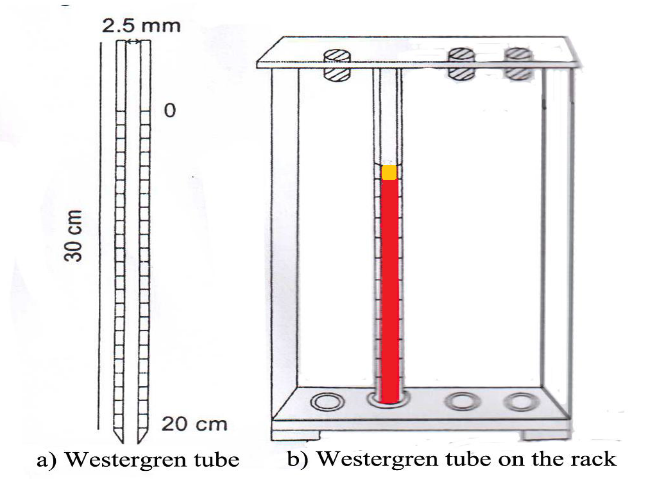 2.5 mm
0
30 cm
20 cm
a) Westergren tube
b) Westergren tube on the rack